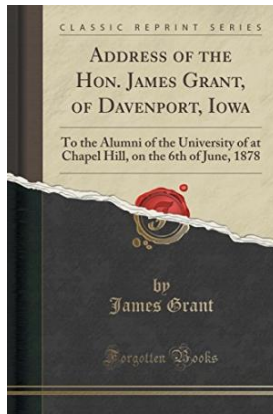 CLASSIC REPRINT SERIES
ADDRESS OF THE
HON. JAMES GRANT,
OF DAVENPORT, IOWA
TO THE ALUMNI OF THE UNIVERSITY OF AT
CHAPEL HILL, ON THE 6TH OF JUNE, 1878
by
James Grant
Forgotten Books